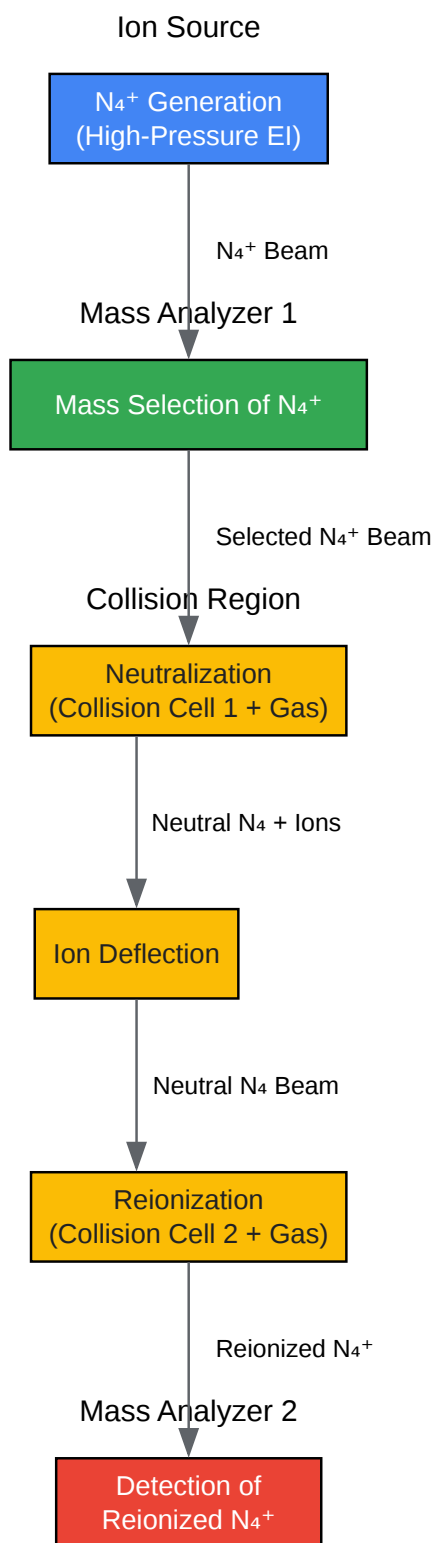 Ion Source
N₄⁺ Generation
(High-Pressure EI)
N₄⁺ Beam
Mass Analyzer 1
Mass Selection of N₄⁺
Selected N₄⁺ Beam
Collision Region
Neutralization
(Collision Cell 1 + Gas)
Neutral N₄ + Ions
Ion Deflection
Neutral N₄ Beam
Reionization
(Collision Cell 2 + Gas)
Reionized N₄⁺
Mass Analyzer 2
Detection of
Reionized N₄⁺